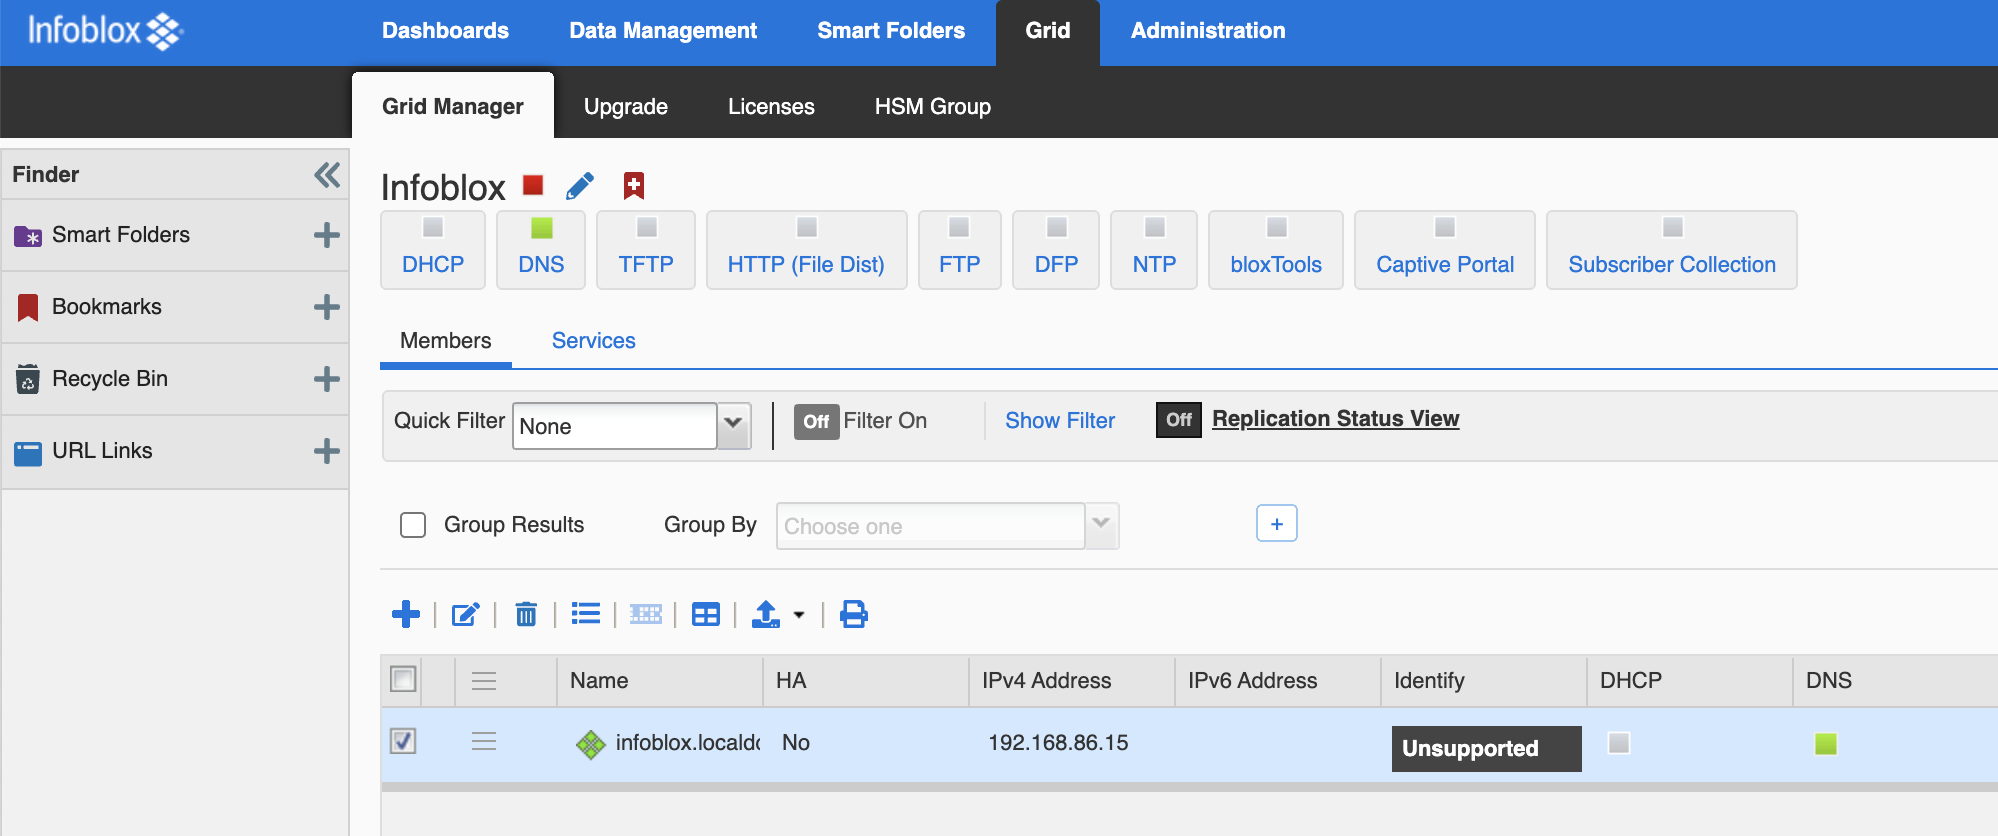 Infoblox
Dashboards Data Management Smart Folders Grid Administration
Grid Manager Upgrade Licenses HSM Group
Finder
Smart Folders
Bookmarks
Recycle Bin
URL Links
Infoblox
DHCP DNS TFTP HTTP (File Dist) FTP DFP NTP bloxTools Captive Portal Subscriber Collection
Members Services
Quick Filter None Off Filter On Show Filter Off Replication Status View
Group Results Group By Choose one +
Name HA IPv4 Address IPv6 Address Identify DHCP DNS
infoblox.locald No 192.168.86.15 Unsupported